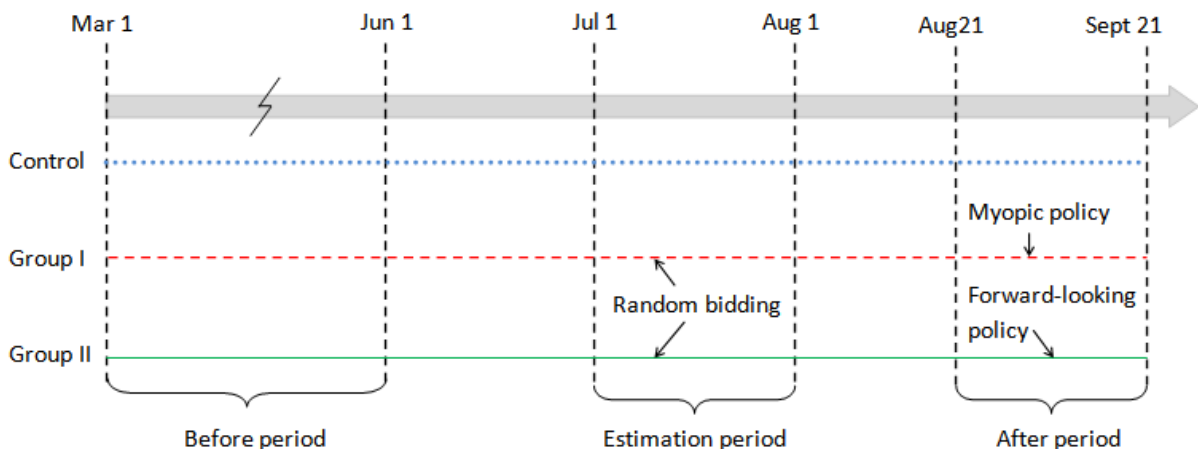 Mar 1 Jun 1 Jul 1 Aug 1 Aug21 Sept 21
Control
Myopic policy
Group I
Random bidding
Forward-looking
policy
Group II
Before period Estimation period After period